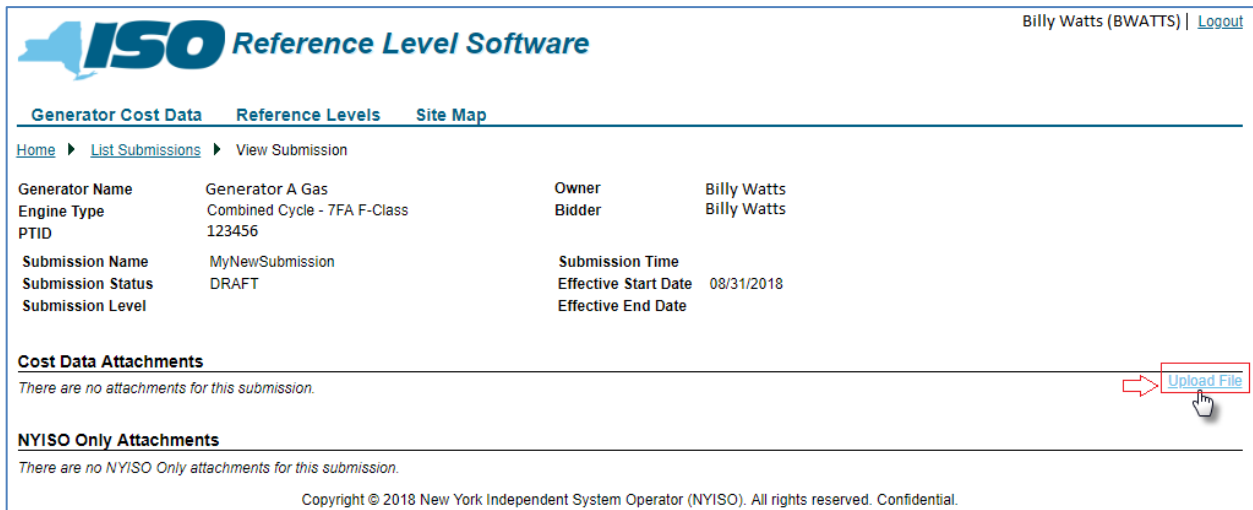 Billy Watts (BWATTS) | Logout
ISO Reference Level Software
Generator Cost Data Reference Levels Site Map
Home List Submissions View Submission
Generator Name Generator A Gas Owner Billy Watts
Engine Type Combined Cycle - 7FA F-Class Bidder Billy Watts
PTID 123456
Submission Name MyNewSubmission Submission Time
Submission Status DRAFT Effective Start Date 08/31/2018
Submission Level Effective End Date
Cost Data Attachments
There are no attachments for this submission. Upload File
NYISO Only Attachments
There are no NYISO Only attachments for this submission.
Copyright © 2018 New York Independent System Operator (NYISO). All rights reserved. Confidential.